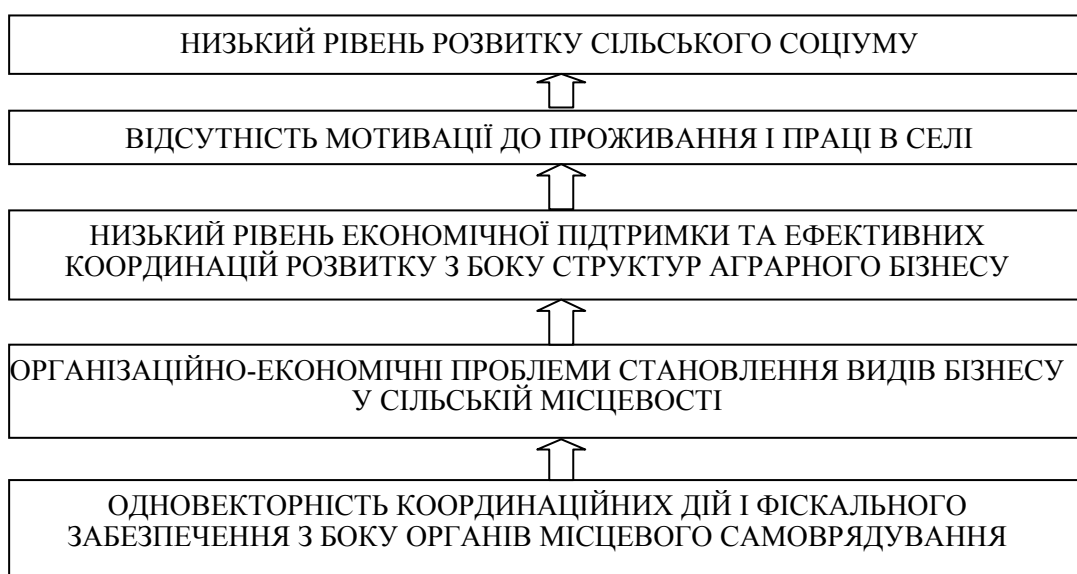 НИЗЬКИЙ РІВЕНЬ РОЗВИТКУ СІЛЬСЬКОГО СОЦІУМУ
ВІДСУТНІСТЬ МОТИВАЦІЇ ДО ПРОЖИВАННЯ І ПРАЦІ В СЕЛІ
НИЗЬКИЙ РІВЕНЬ ЕКОНОМІЧНОЇ ПІДТРИМКИ ТА ЕФЕКТИВНИХ
КООРДИНАЦІЙ РОЗВИТКУ З БОКУ СТРУКТУР АГРАРНОГО БІЗНЕСУ
ОРГАНІЗАЦІЙНО-ЕКОНОМІЧНІ ПРОБЛЕМИ СТАНОВЛЕННЯ ВИДІВ БІЗНЕСУ
У СІЛЬСЬКІЙ МІСЦЕВОСТІ
ОДНОВЕКТОРНІСТЬ КООРДИНАЦІЙНИХ ДІЙ І ФІСКАЛЬНОГО
ЗАБЕЗПЕЧЕННЯ З БОКУ ОРГАНІВ МІСЦЕВОГО САМОВРЯДУВАННЯ